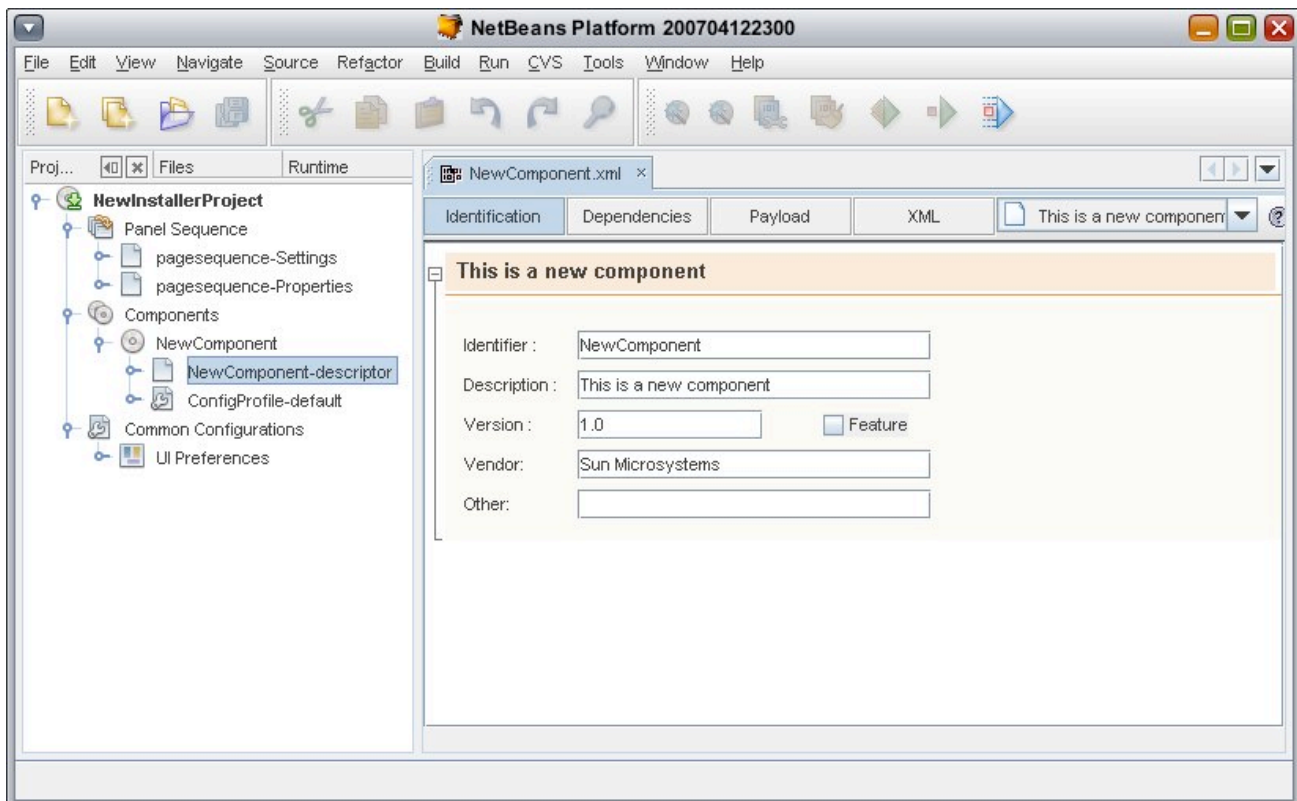 NetBeans Platform 200704122300
File Edit View Navigate Source Refactor Build Run CVS Tools Window Help
Proj... Files Runtime
NewInstallerProject
Panel Sequence
pagesequence-Settings
pagesequence-Properties
Components
NewComponent
NewComponent-descriptor
ConfigProfile-default
Common Configurations
UI Preferences
NewComponent.xml
Identification Dependencies Payload XML This is a new componen
This is a new component
Identifier : NewComponent
Description : This is a new component
Version : 1.0 Feature
Vendor: Sun Microsystems
Other: